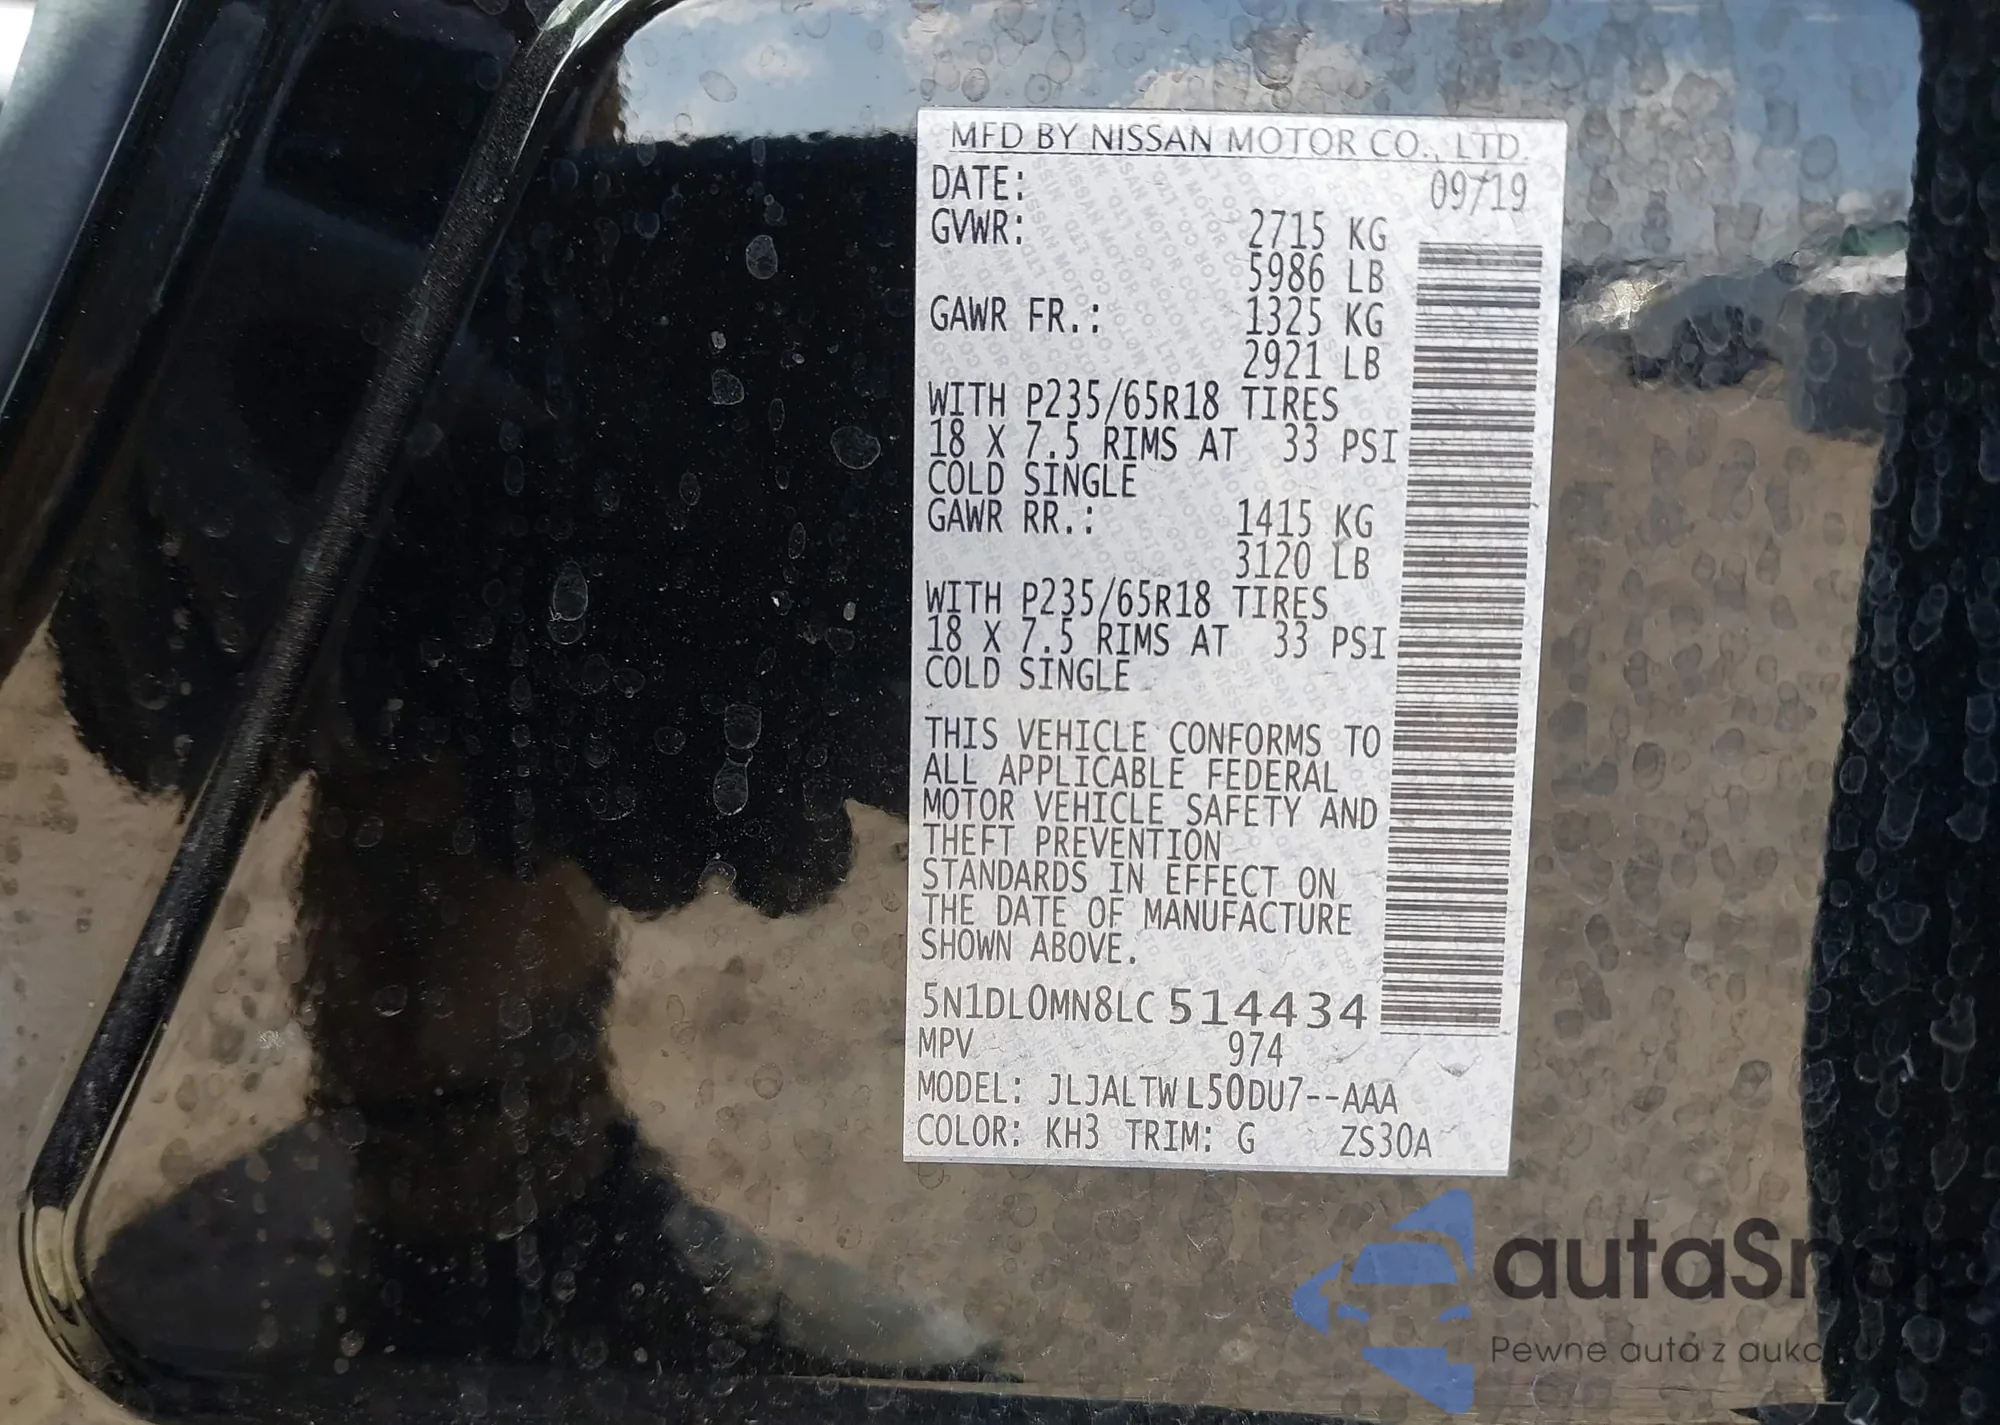 MFD BY NISSAN MOTOR CO., LTD.
DATE: 09/19
GVWR: 2715 KG
5986 LB
GAWR FR.: 1325 KG
2921 LB
WITH P235/65R18 TIRES
18 X 7.5 RIMS AT 33 PSI
COLD SINGLE
GAWR RR.: 1415 KG
3120 LB
WITH P235/65R18 TIRES
18 X 7.5 RIMS AT 33 PSI
COLD SINGLE
THIS VEHICLE CONFORMS TO
ALL APPLICABLE FEDERAL
MOTOR VEHICLE SAFETY AND
THEFT PREVENTION
STANDARDS IN EFFECT ON
THE DATE OF MANUFACTURE
SHOWN ABOVE.
5N1DL0MN8LC514434
MPV 974
MODEL: JLJALTWL50DU7--AAA
COLOR: KH3 TRIM: G ZS30A
autaSnap
Pewne auta z